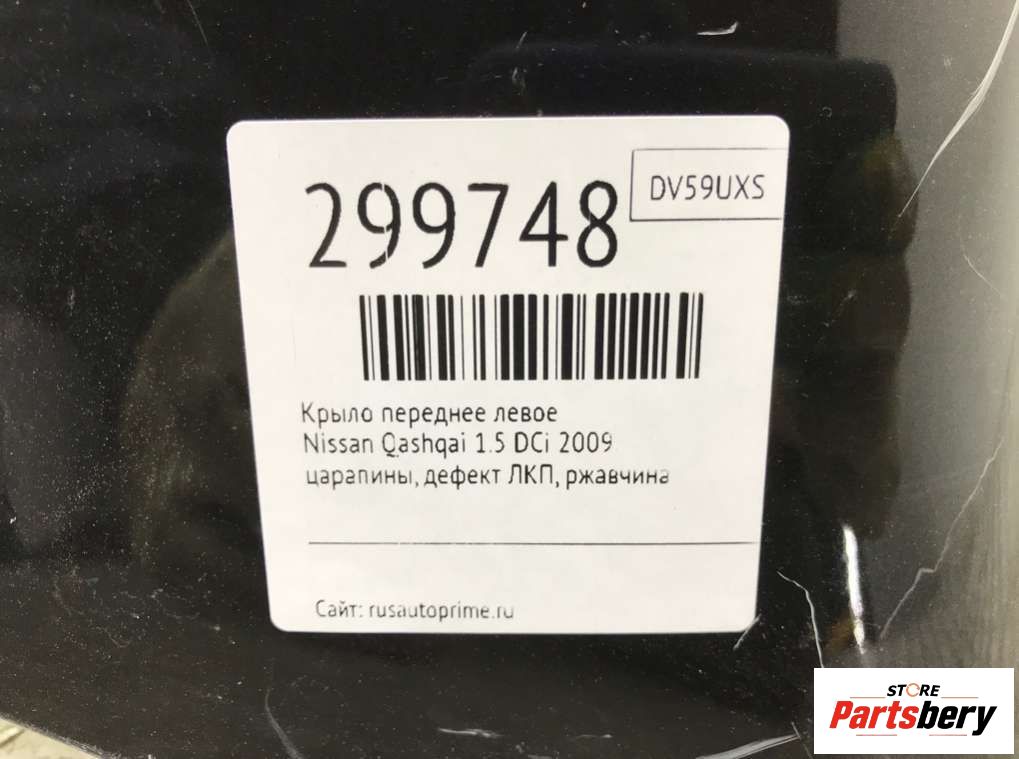 299748
DV59UXS
Крыло переднее левое
Nissan Qashqai 1.5 DCi 2009
царапины, дефект ЛКП, ржавчина
Сайт: rusautoprime.ru
STORE
Partsbery